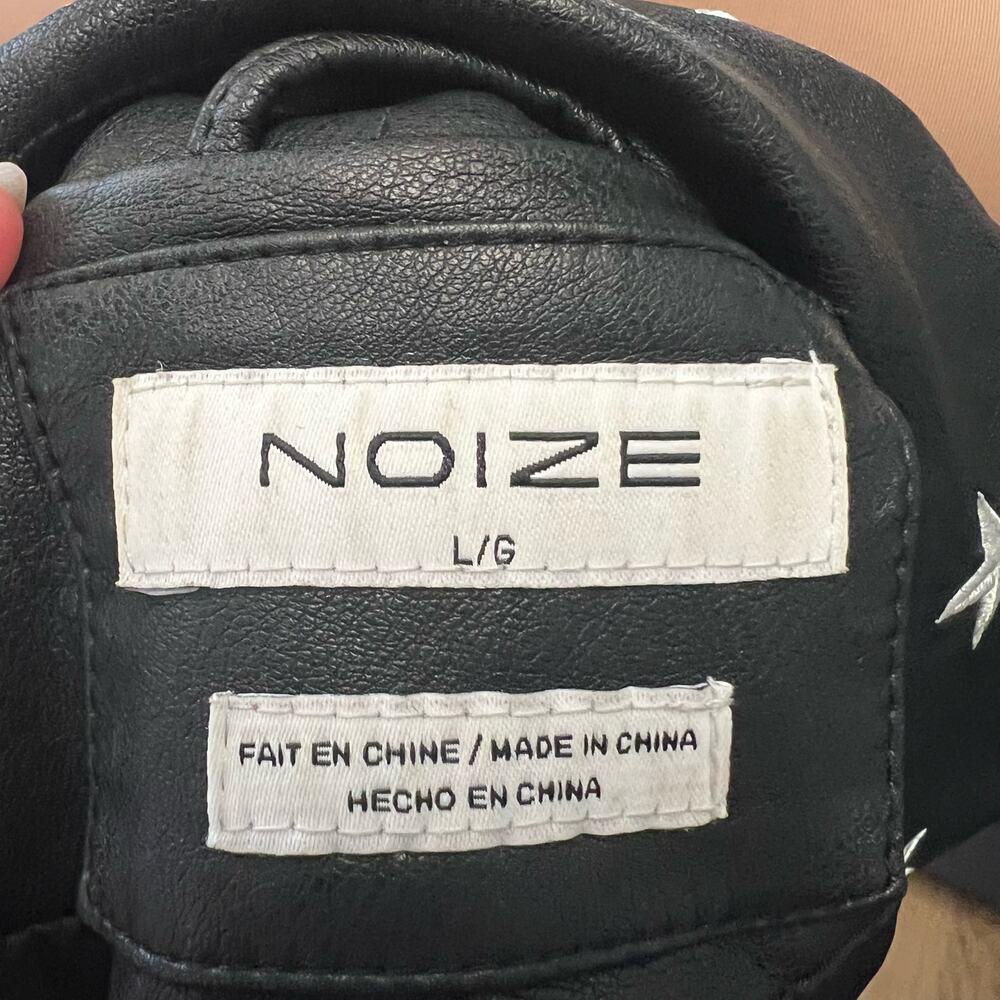 NOIZE
L/G
FAIT EN CHINE / MADE IN CHINA
HECHO EN CHINA